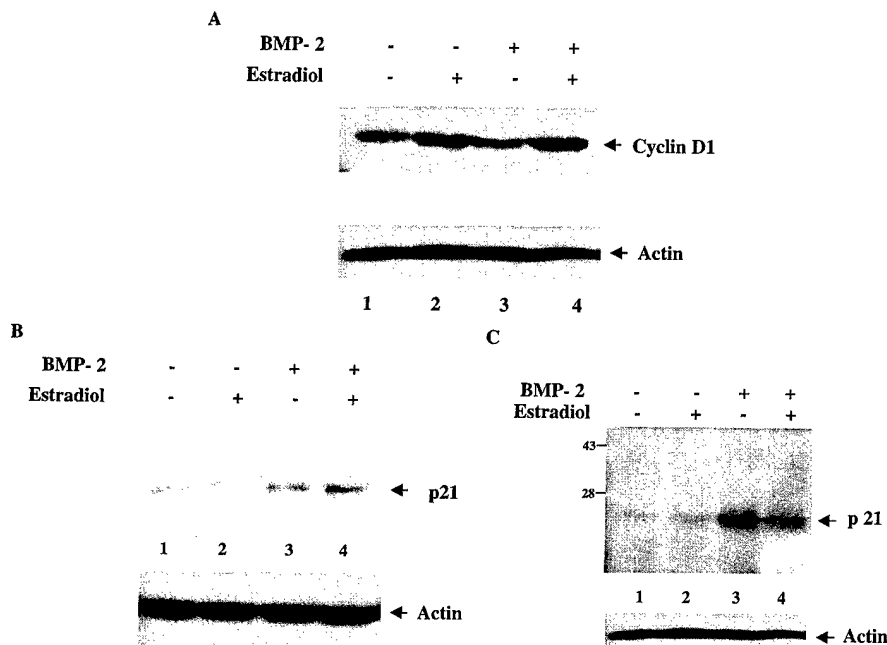 A
BMP- 2 - - + +
Estradiol - + - +
Cyclin D1
Actin
1 2 3 4
B
BMP- 2 - - + +
Estradiol - + - +
p21
1 2 3 4
Actin
C
BMP- 2 - - + +
Estradiol - + - +
43
28
p 21
1 2 3 4
Actin